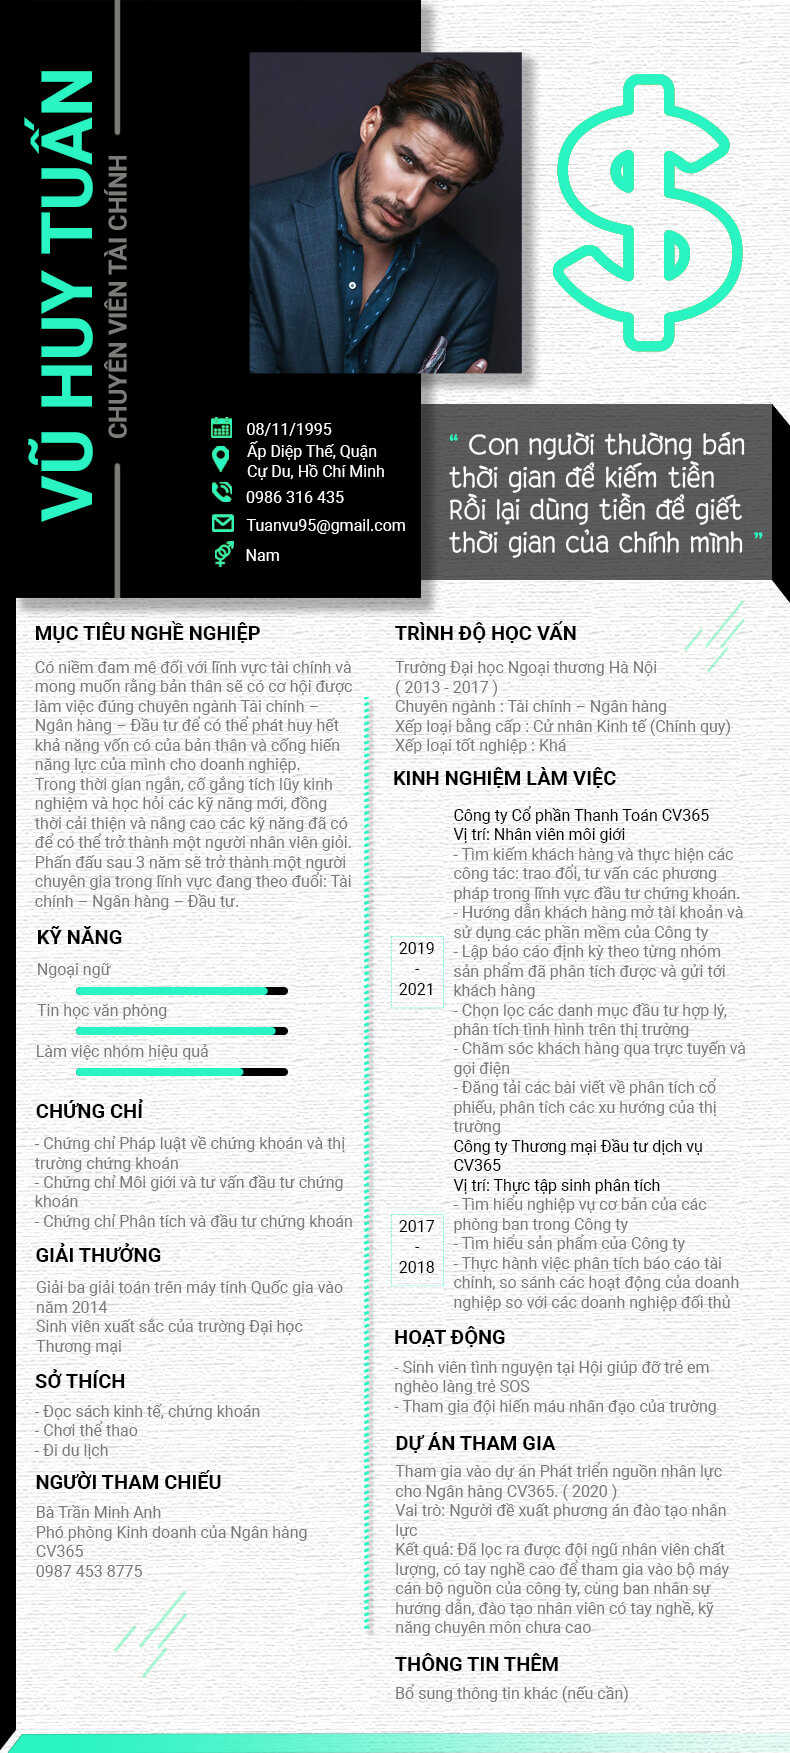 VŨ HUY TUẤN
CHUYÊN VIÊN TÀI CHÍNH
08/11/1995
Ấp Diệp Thế, Quận
Cự Du, Hồ Chí Minh
0986 316 435
Tuanvu95@gmail.com
Nam
“ Con người thường bán
thời gian để kiếm tiền
Rồi lại dùng tiền để giết
thời gian của chính mình ”
MỤC TIÊU NGHỀ NGHIỆP
Có niềm đam mê đối với lĩnh vực tài chính và
mong muốn rằng bản thân sẽ có cơ hội được
làm việc đúng chuyên ngành Tài chính –
Ngân hàng – Đầu tư để có thể phát huy hết
khả năng vốn có của bản thân và cống hiến
năng lực của mình cho doanh nghiệp.
Trong thời gian ngắn, cố gắng tích lũy kinh
nghiệm và học hỏi các kỹ năng mới, đồng
thời cải thiện và nâng cao các kỹ năng đã có
để có thể trở thành một người nhân viên giỏi.
Phấn đấu sau 3 năm sẽ trở thành một người
chuyên gia trong lĩnh vực đang theo đuổi: Tài
chính – Ngân hàng – Đầu tư.
KỸ NĂNG
Ngoại ngữ
Tin học văn phòng
Làm việc nhóm hiệu quả
CHỨNG CHỈ
- Chứng chỉ Pháp luật về chứng khoán và thị
trường chứng khoán
- Chứng chỉ Môi giới và tư vấn đầu tư chứng
khoán
- Chứng chỉ Phân tích và đầu tư chứng khoán
GIẢI THƯỞNG
Giải ba giải toán trên máy tính Quốc gia vào
năm 2014
Sinh viên xuất sắc của trường Đại học
Thương mại
SỞ THÍCH
- Đọc sách kinh tế, chứng khoán
- Chơi thể thao
- Đi du lịch
NGƯỜI THAM CHIẾU
Bà Trần Minh Anh
Phó phòng Kinh doanh của Ngân hàng
CV365
0987 453 8775
TRÌNH ĐỘ HỌC VẤN
Trường Đại học Ngoại thương Hà Nội
( 2013 - 2017 )
Chuyên ngành : Tài chính – Ngân hàng
Xếp loại bằng cấp : Cử nhân Kinh tế (Chính quy)
Xếp loại tốt nghiệp : Khá
KINH NGHIỆM LÀM VIỆC
2019
-
2021
Công ty Cổ phần Thanh Toán CV365
Vị trí: Nhân viên môi giới
- Tìm kiếm khách hàng và thực hiện các
công tác: trao đổi, tư vấn các phương
pháp trong lĩnh vực đầu tư chứng khoán.
- Hướng dẫn khách hàng mở tài khoản và
sử dụng các phần mềm của Công ty
- Lập báo cáo định kỳ theo từng nhóm
sản phẩm đã phân tích được và gửi tới
khách hàng
- Chọn lọc các danh mục đầu tư hợp lý,
phân tích tình hình trên thị trường
- Chăm sóc khách hàng qua trực tuyến và
gọi điện
- Đăng tải các bài viết về phân tích cổ
phiếu, phân tích các xu hướng của thị
trường
2017
-
2018
Công ty Thương mại Đầu tư dịch vụ
CV365
Vị trí: Thực tập sinh phân tích
- Tìm hiểu nghiệp vụ cơ bản của các
phòng ban trong Công ty
- Tìm hiểu sản phẩm của Công ty
- Thực hành việc phân tích báo cáo tài
chính, so sánh các hoạt động của doanh
nghiệp so với các doanh nghiệp đối thủ
HOẠT ĐỘNG
- Sinh viên tình nguyện tại Hội giúp đỡ trẻ em
nghèo làng trẻ SOS
- Tham gia đội hiến máu nhân đạo của trường
DỰ ÁN THAM GIA
Tham gia vào dự án Phát triển nguồn nhân lực
cho Ngân hàng CV365. ( 2020 )
Vai trò: Người đề xuất phương án đào tạo nhân
lực
Kết quả: Đã lọc ra được đội ngũ nhân viên chất
lượng, có tay nghề cao để tham gia vào bộ máy
cán bộ nguồn của công ty, cùng ban nhân sự
hướng dẫn, đào tạo nhân viên có tay nghề, kỹ
năng chuyên môn chưa cao
THÔNG TIN THÊM
Bổ sung thông tin khác (nếu cần)